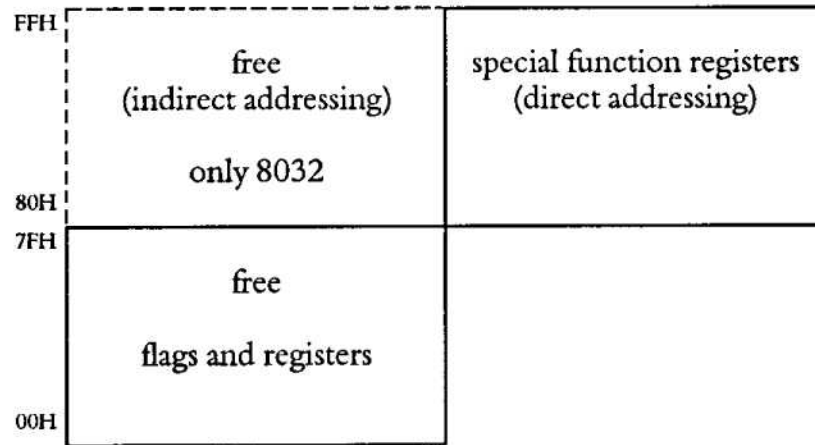 FFH
free
(indirect addressing)
only 8032
special function registers
(direct addressing)
80H
7FH
free
flags and registers
00H